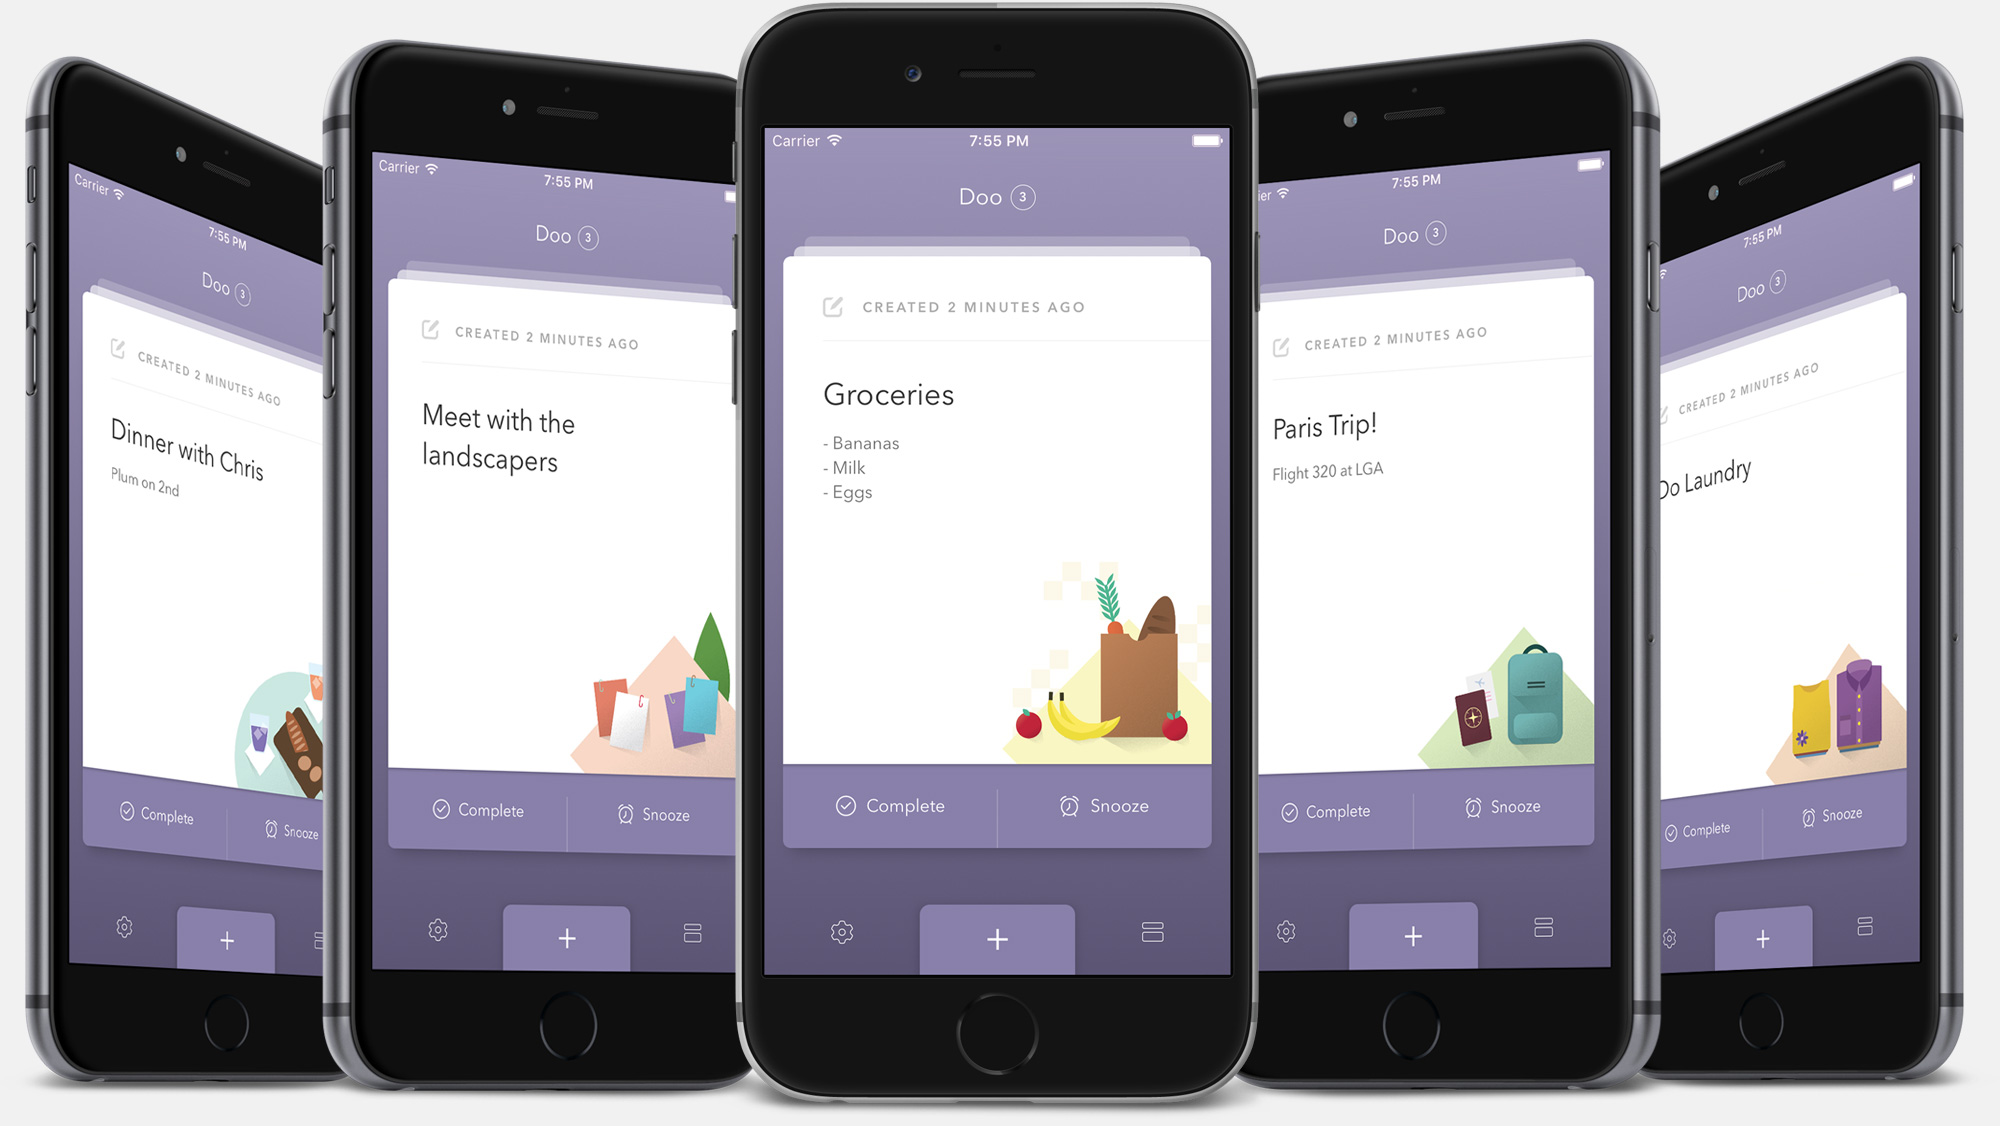 Carrier
7:55 PM
Doo 3
CREATED 2 MINUTES AGO
Dinner with Chris
Plum on 2nd
Complete
Snooze
Carrier
7:55 PM
Doo 3
CREATED 2 MINUTES AGO
Meet with the
landscapers
Complete
Snooze
Carrier
7:55 PM
Doo 3
CREATED 2 MINUTES AGO
Groceries
- Bananas
- Milk
- Eggs
Complete
Snooze
ier
7:55 PM
Doo 3
CREATED 2 MINUTES AGO
Paris Trip!
Flight 320 at LGA
Complete
Snooze
7:55 PM
Doo 3
CREATED 2 MINUTES AGO
Do Laundry
Complete
Snooze